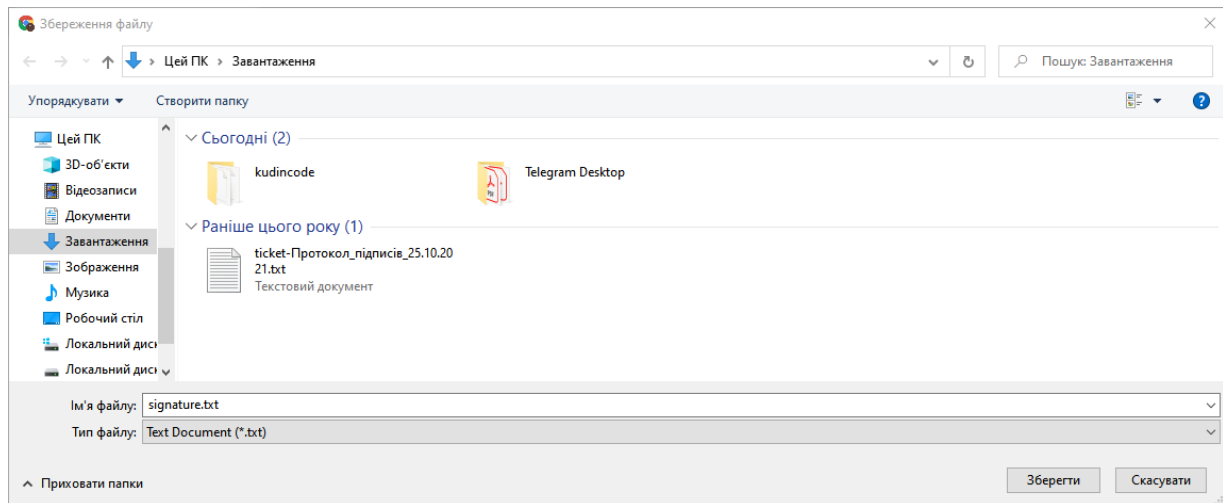 Збереження файлу
Цей ПК › Завантаження
Пошук: Завантаження
Упорядкувати
Створити папку
Цей ПК
3D-об'єкти
Відеозаписи
Документи
Завантаження
Зображення
Музика
Робочий стіл
Локальний диск
Локальний диск
Сьогодні (2)
kudincode
Telegram Desktop
Раніше цього року (1)
ticket-Протокол_підписів_25.10.20
21.txt
Текстовий документ
Ім'я файлу: signature.txt
Тип файлу: Text Document (*.txt)
Приховати папки
Зберегти
Скасувати